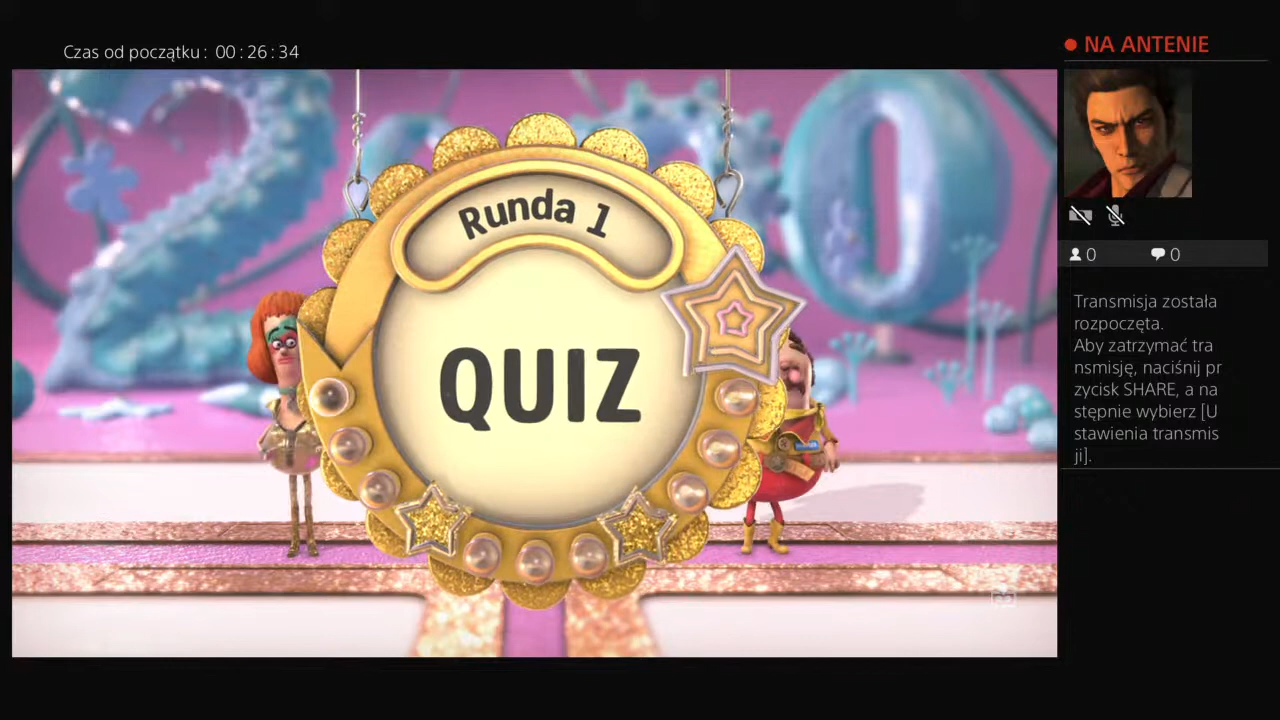 Czas od początku : 00 : 26 : 34
NA ANTENIE
Runda 1
QUIZ
0 0
Transmisja została
rozpoczęta.
Aby zatrzymać tra
nsmisję, naciśnij pr
zycisk SHARE, a na
stępnie wybierz [U
stawienia transmis
ji].